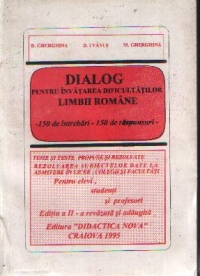 D. GHERGHINA D. IVĂNUŞ M. GHERGHINA
DIALOG
PENTRU ÎNVĂŢAREA DIFICULTĂŢILOR
LIMBII ROMÂNE
-150 de întrebări - 150 de răspunsuri -
TEME ŞI TESTE PROPUSE ŞI REZOLVATE
REZOLVAREA SUBIECTELOR DATE LA
ADMITERE ÎN LICEE, COLEGII ŞI FACULTĂŢI
Pentru elevi,
studenţi
şi profesori
Ediţia a II - a revăzută şi adăugită
Editura "DIDACTICA NOVA"
CRAIOVA 1995